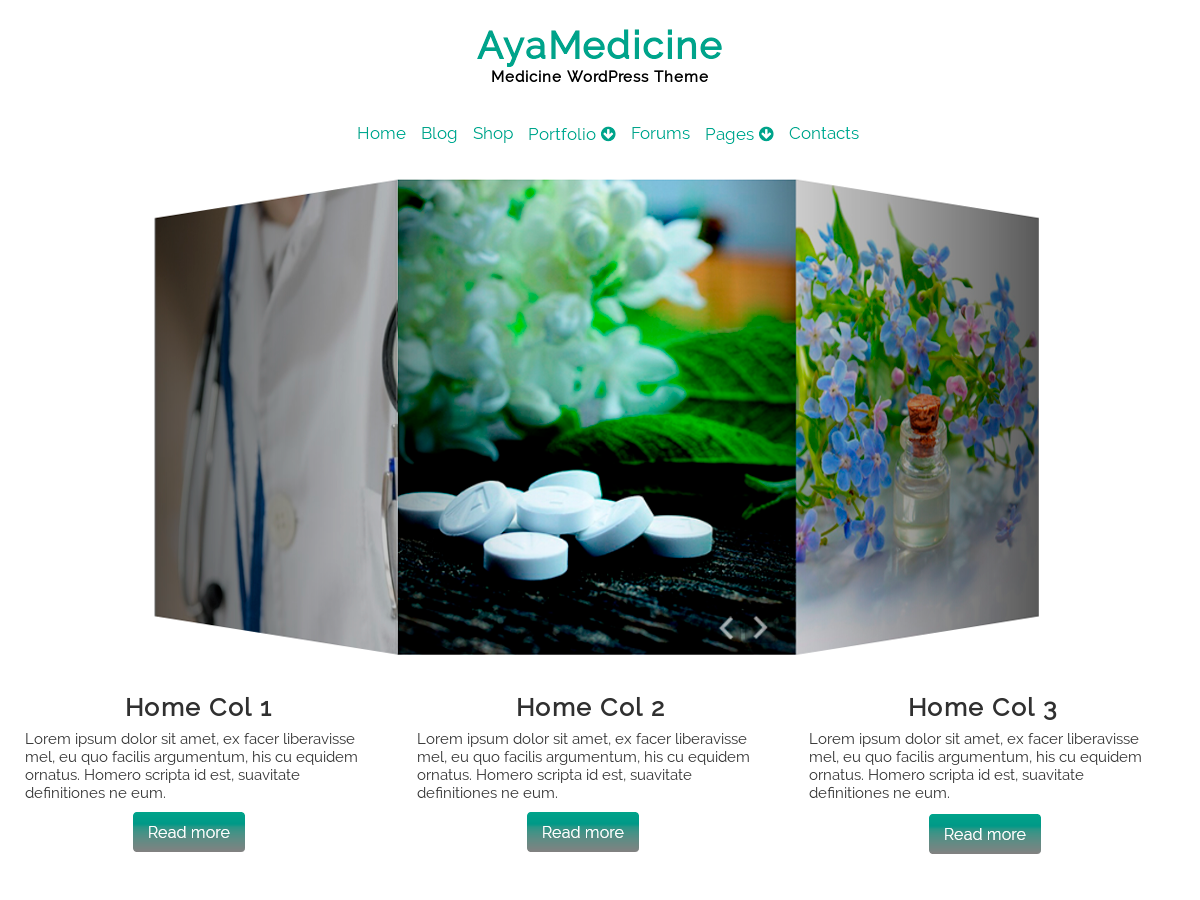 AyaMedicine
Medicine WordPress Theme
Home Blog Shop Portfolio Forums Pages Contacts
Home Col 1
Lorem ipsum dolor sit amet, ex facer liberavisse
mel, eu quo facilis argumentum, his cu equidem
ornatus. Homero scripta id est, suavitate
definitiones ne eum.
Read more
Home Col 2
Lorem ipsum dolor sit amet, ex facer liberavisse
mel, eu quo facilis argumentum, his cu equidem
ornatus. Homero scripta id est, suavitate
definitiones ne eum.
Read more
Home Col 3
Lorem ipsum dolor sit amet, ex facer liberavisse
mel, eu quo facilis argumentum, his cu equidem
ornatus. Homero scripta id est, suavitate
definitiones ne eum.
Read more